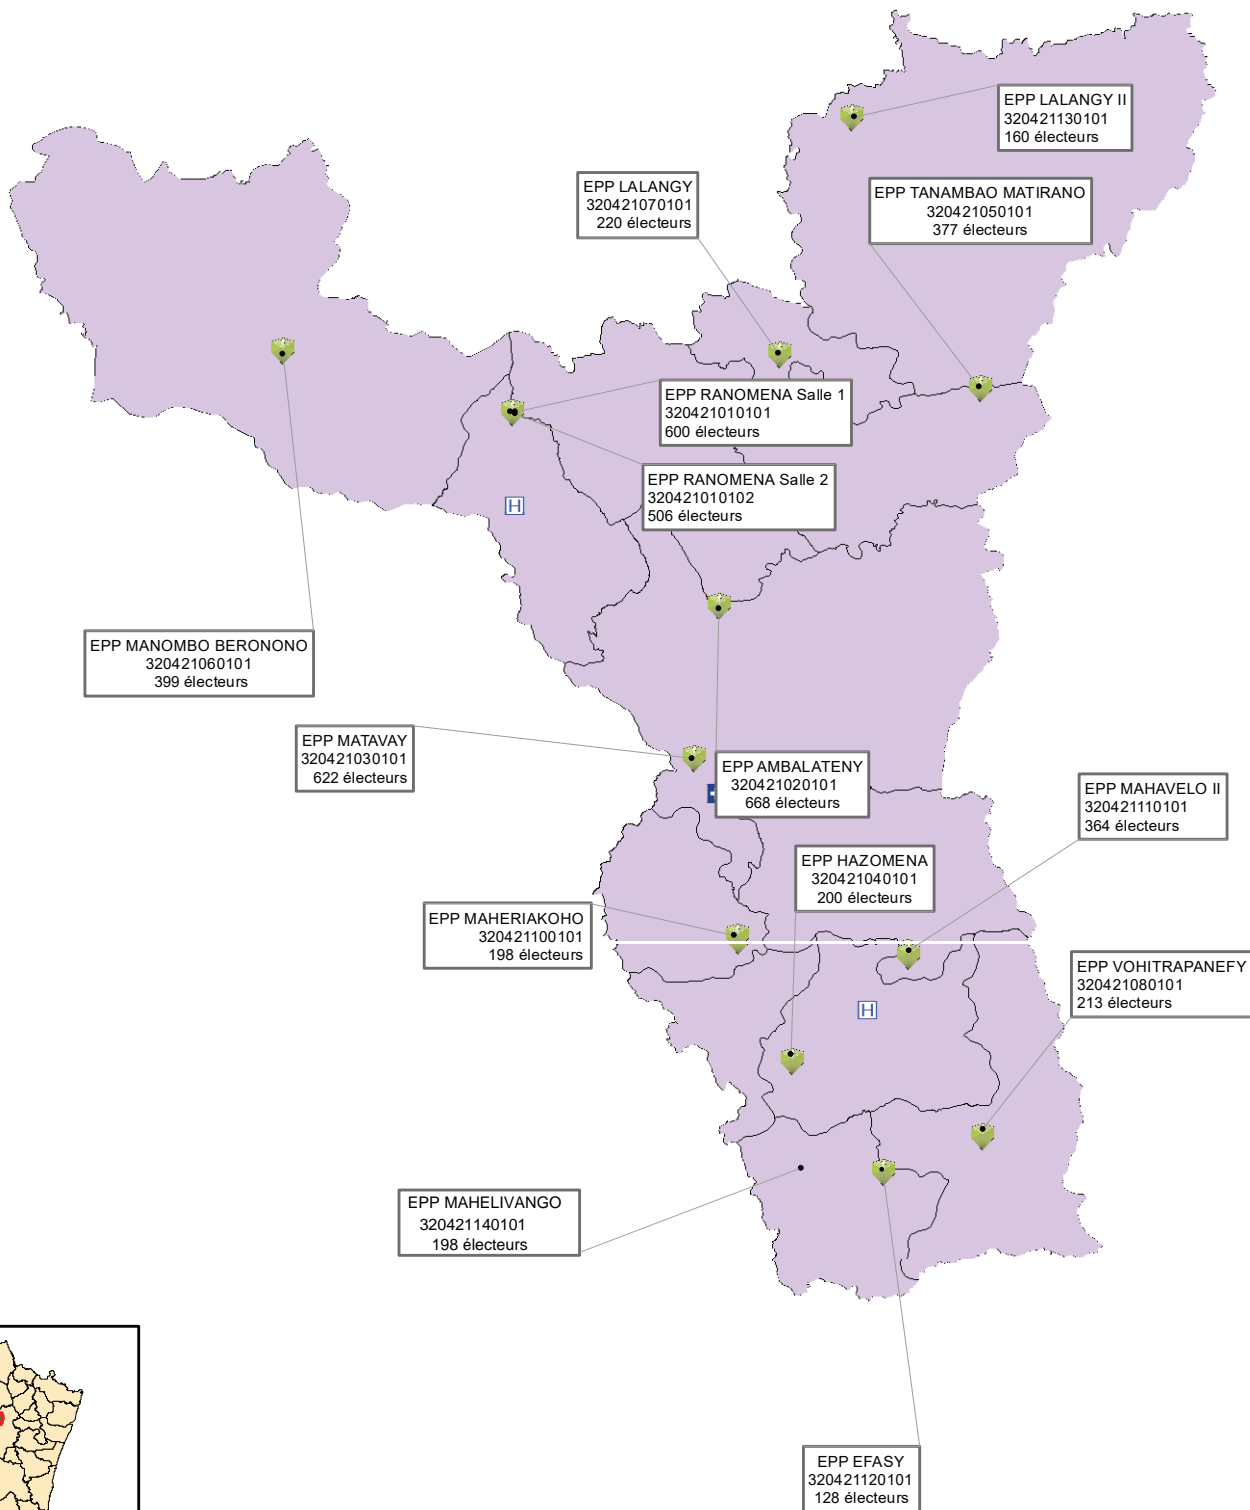 EPP LALANGY II
320421130101
160 électeurs
EPP LALANGY
320421070101
220 électeurs
EPP TANAMBAO MATIRANO
320421050101
377 électeurs
EPP RANOMENA Salle 1
320421010101
600 électeurs
EPP RANOMENA Salle 2
320421010102
506 électeurs
H
EPP MANOMBO BERONONO
320421060101
399 électeurs
EPP MATAVAY
320421030101
622 électeurs
EPP AMBALATENY
320421020101
668 électeurs
EPP MAHAVELO II
320421110101
364 électeurs
EPP HAZOMENA
320421040101
200 électeurs
EPP MAHERIAKOHO
320421100101
198 électeurs
EPP VOHITRAPANEFY
320421080101
213 électeurs
H
EPP MAHELIVANGO
320421140101
198 électeurs
EPP EFASY
320421120101
128 électeurs